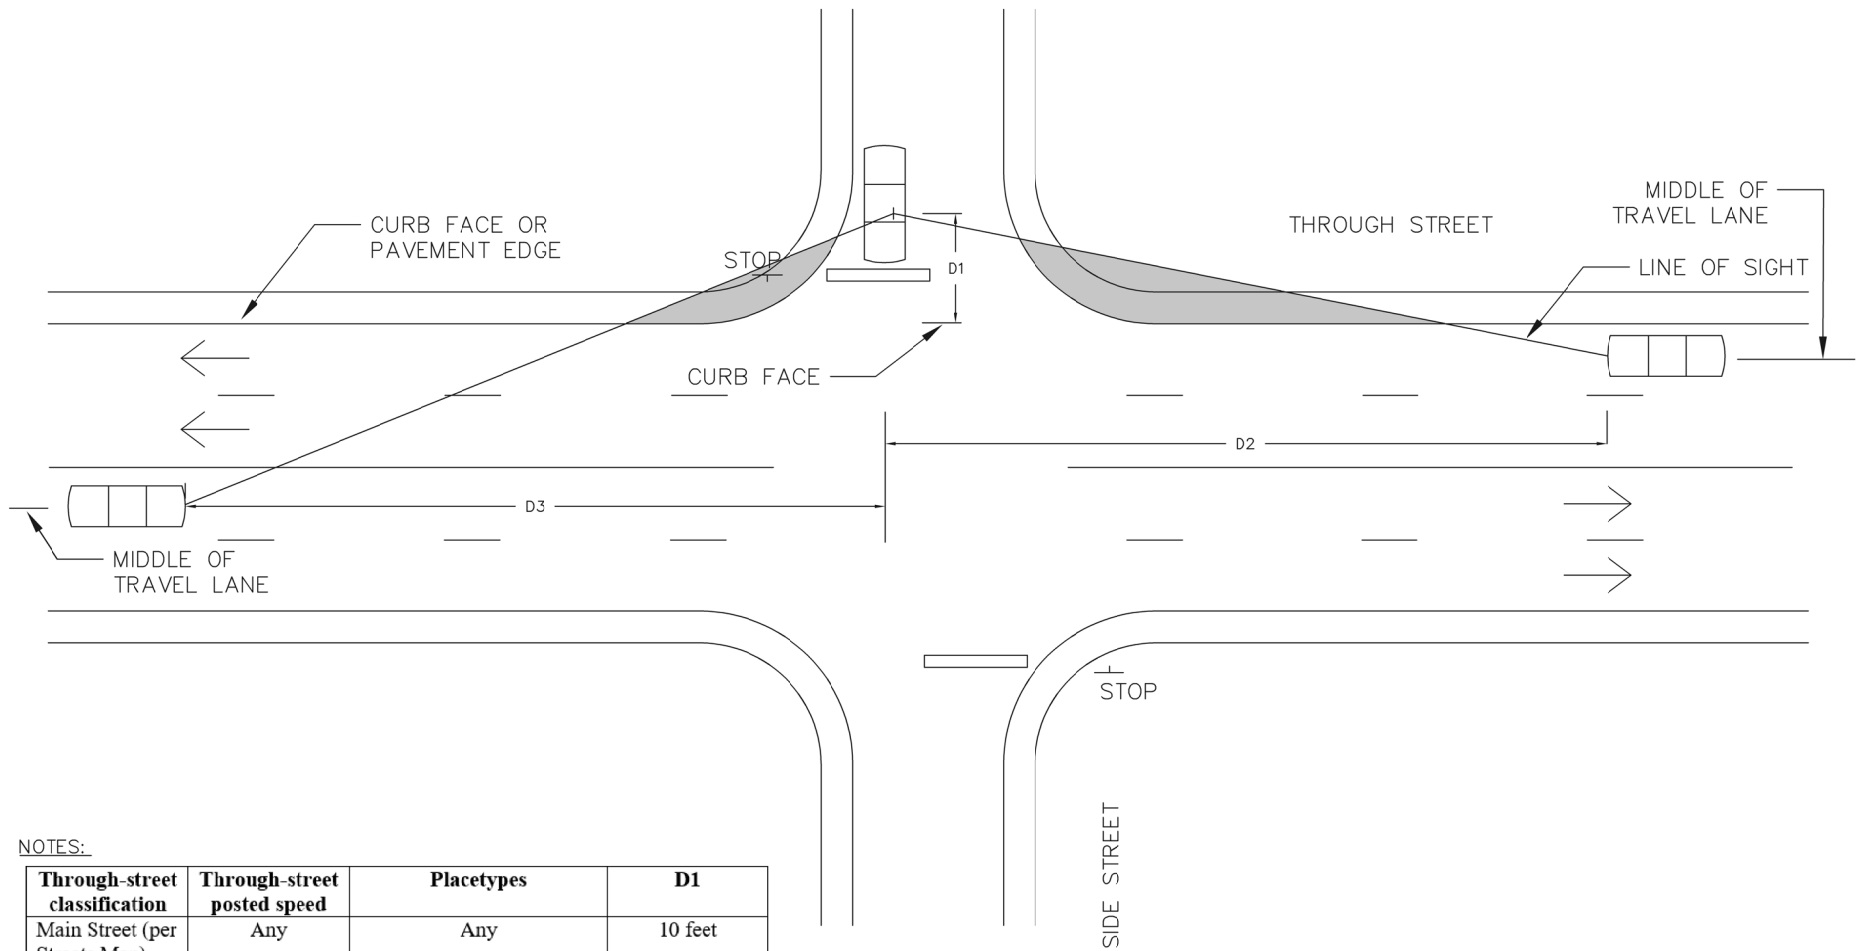 MIDDLE OF
TRAVEL LANE
CURB FACE OR
PAVEMENT EDGE
THROUGH STREET
STOP
D1
LINE OF SIGHT
CURB FACE
D2
D3
MIDDLE OF
TRAVEL LANE
STOP
SIDE STREET
NOTES:
Through-street classification Through-street posted speed Placetypes D1
Main Street (per Any Any 10 feet